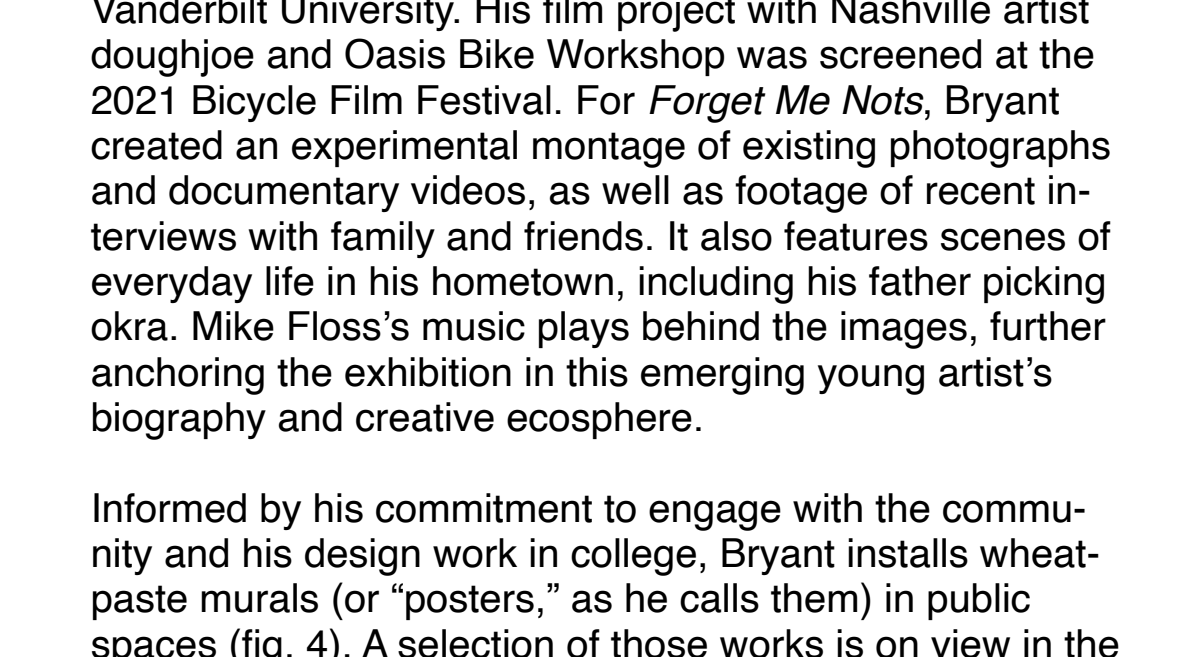 Vanderbilt University. His film project with Nashville artist
doughjoe and Oasis Bike Workshop was screened at the
2021 Bicycle Film Festival. For Forget Me Nots, Bryant
created an experimental montage of existing photographs
and documentary videos, as well as footage of recent in-
terviews with family and friends. It also features scenes of
everyday life in his hometown, including his father picking
okra. Mike Floss’s music plays behind the images, further
anchoring the exhibition in this emerging young artist’s
biography and creative ecosphere.
Informed by his commitment to engage with the commu-
nity and his design work in college, Bryant installs wheat-
paste murals (or “posters,” as he calls them) in public
spaces (fig. 4). A selection of those works is on view in the